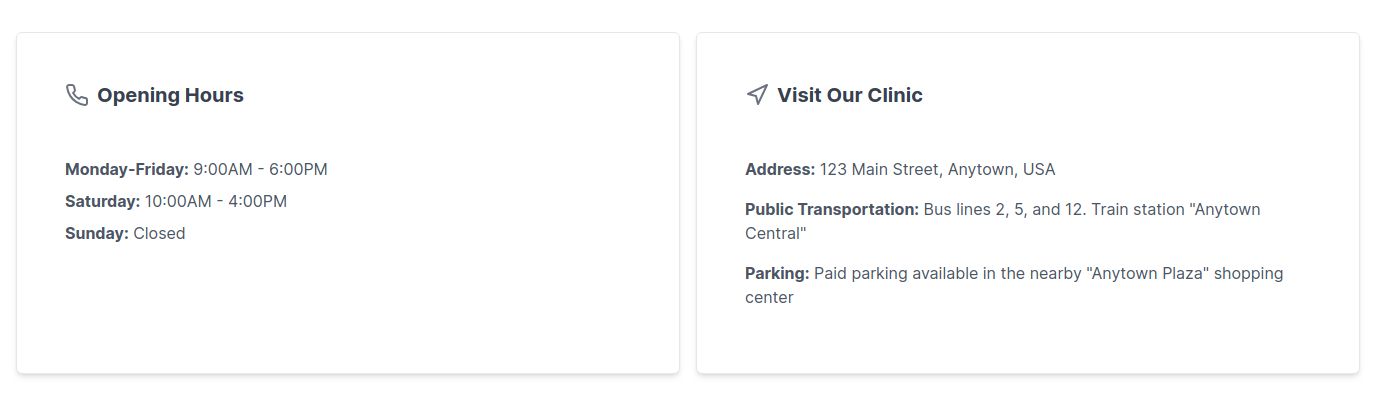 Opening Hours
Monday-Friday: 9:00AM - 6:00PM
Saturday: 10:00AM - 4:00PM
Sunday: Closed
Visit Our Clinic
Address: 123 Main Street, Anytown, USA
Public Transportation: Bus lines 2, 5, and 12. Train station "Anytown
Central"
Parking: Paid parking available in the nearby "Anytown Plaza" shopping
center